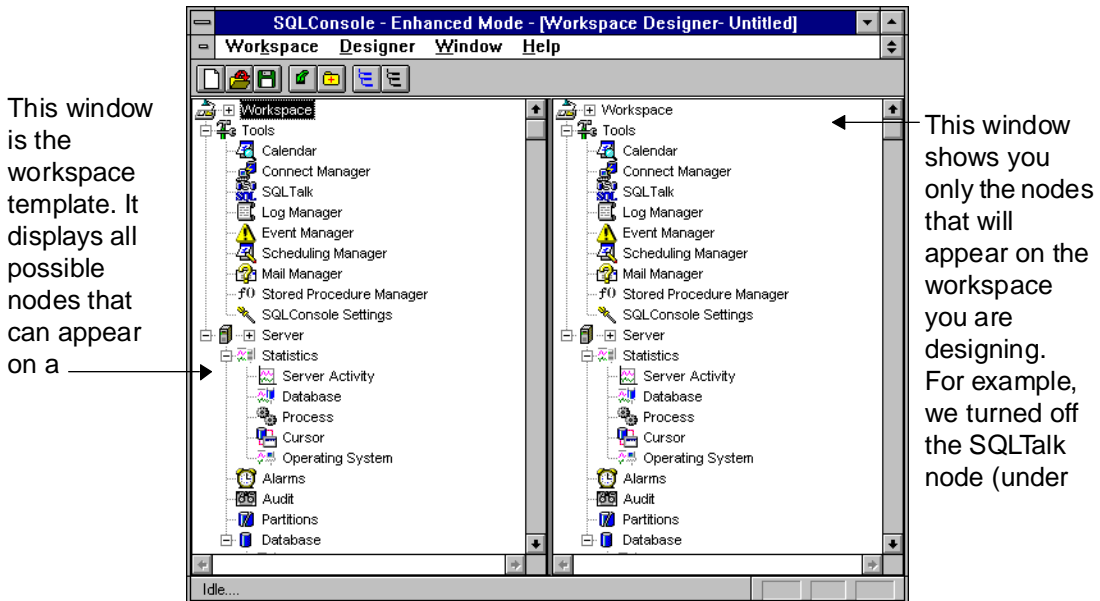 SQLConsole - Enhanced Mode - [Workspace Designer- Untitled]
Workspace Designer Window Help
This window
is the
workspace
template. It
displays all
possible
nodes that
can appear
on a
Workspace
Tools
Calendar
Connect Manager
SQLTalk
Log Manager
Event Manager
Scheduling Manager
Mail Manager
f() Stored Procedure Manager
SQLConsole Settings
Server
Statistics
Server Activity
Database
Process
Cursor
Operating System
Alarms
Audit
Partitions
Database
Workspace
Tools
Calendar
Connect Manager
SQLTalk
Log Manager
Event Manager
Scheduling Manager
Mail Manager
f() Stored Procedure Manager
SQLConsole Settings
Server
Statistics
Server Activity
Database
Process
Cursor
Operating System
Alarms
Audit
Partitions
Database
This window
shows you
only the nodes
that will
appear on the
workspace
you are
designing.
For example,
we turned off
the SQLTalk
node (under
Idle....